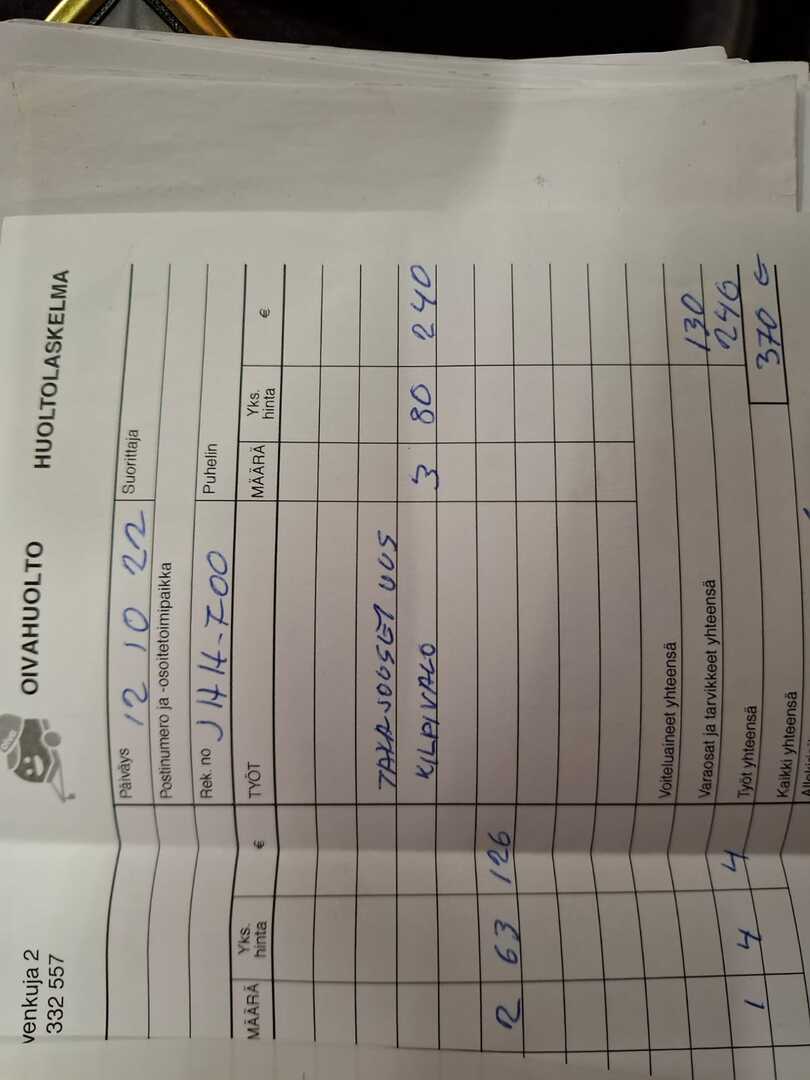 venkuja 2
332 557
OIVAHUOLTO HUOLTOLASKELMA
Päiväys 12 10 22 Suorittaja
Postinumero ja -osoitetoimipaikka
Rek. no Puhelin
MÄÄRÄ Yks. hinta € TYÖT MÄÄRÄ Yks. hinta €
TAKAJOUSET UUS
KILPIVALO 3 80 240
2 63 126
Voiteluaineet yhteensä
Varaosat ja tarvikkeet yhteensä 130
1 4 4 Työt yhteensä 240
Kaikki yhteensä 370 €